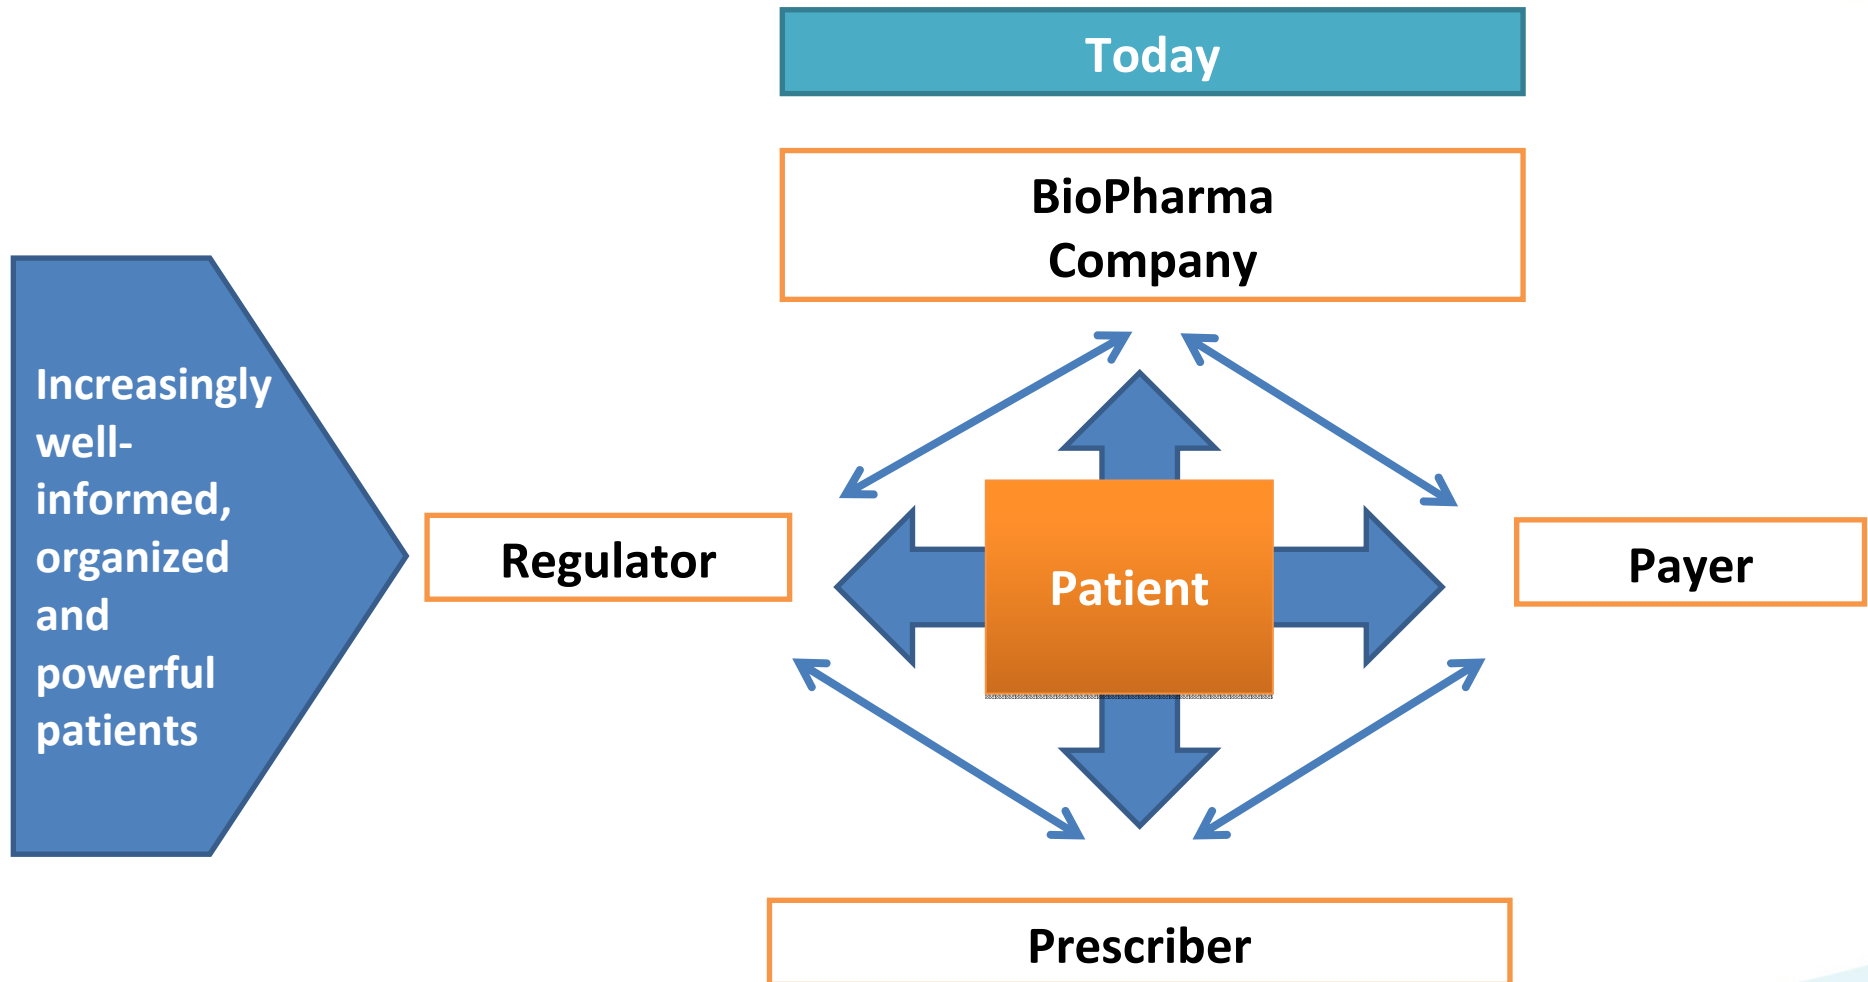 Today
BioPharma
Company
Increasingly
well-
informed,
organized
and
powerful
patients
Regulator
Patient
Payer
Prescriber